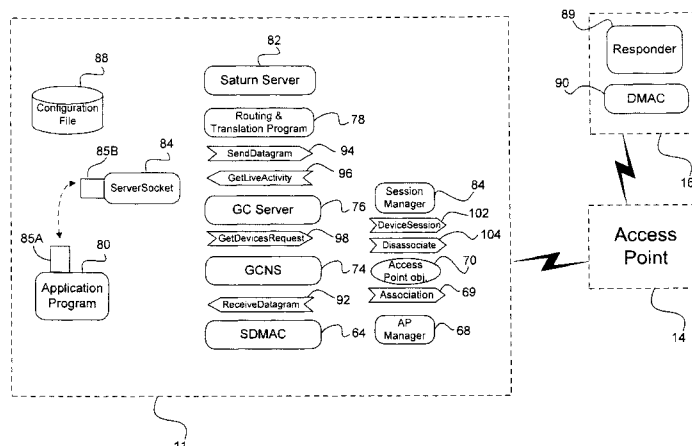 82
Saturn Server
88
Configuration
File
Routing &
Translation Program
78
SendDatagram
94
85B
84
ServerSocket
GetLiveActivity
96
GC Server
76
Session
Manager
84
DeviceSession
102
GetDevicesRequest
98
Disassociate
104
85A
80
Application
Program
GCNS
74
Access
Point obj.
70
Association
69
ReceiveDatagram
92
SDMAC
64
AP
Manager
68
11
89
Responder
90
DMAC
16
Access
Point
14